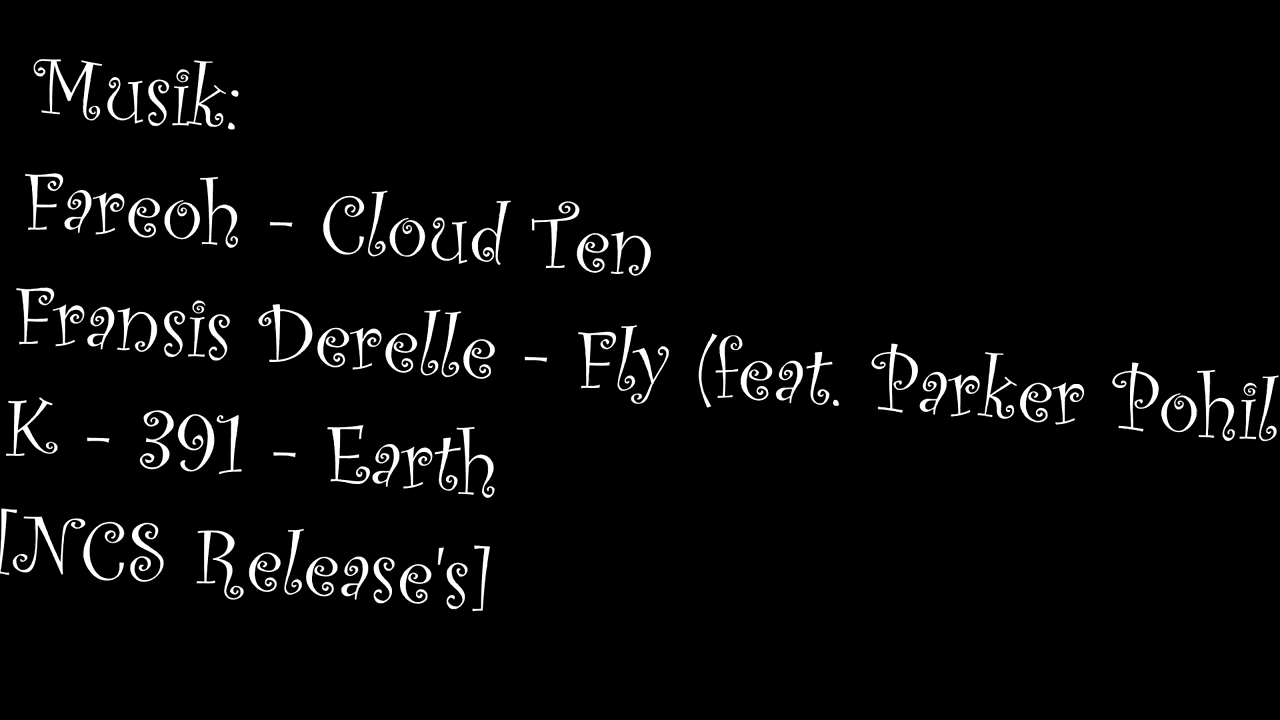 Musik:
Fareoh - Cloud Ten
Fransis Derelle - Fly (feat. Parker Pohil
K - 391 - Earth
[NCS Release's]